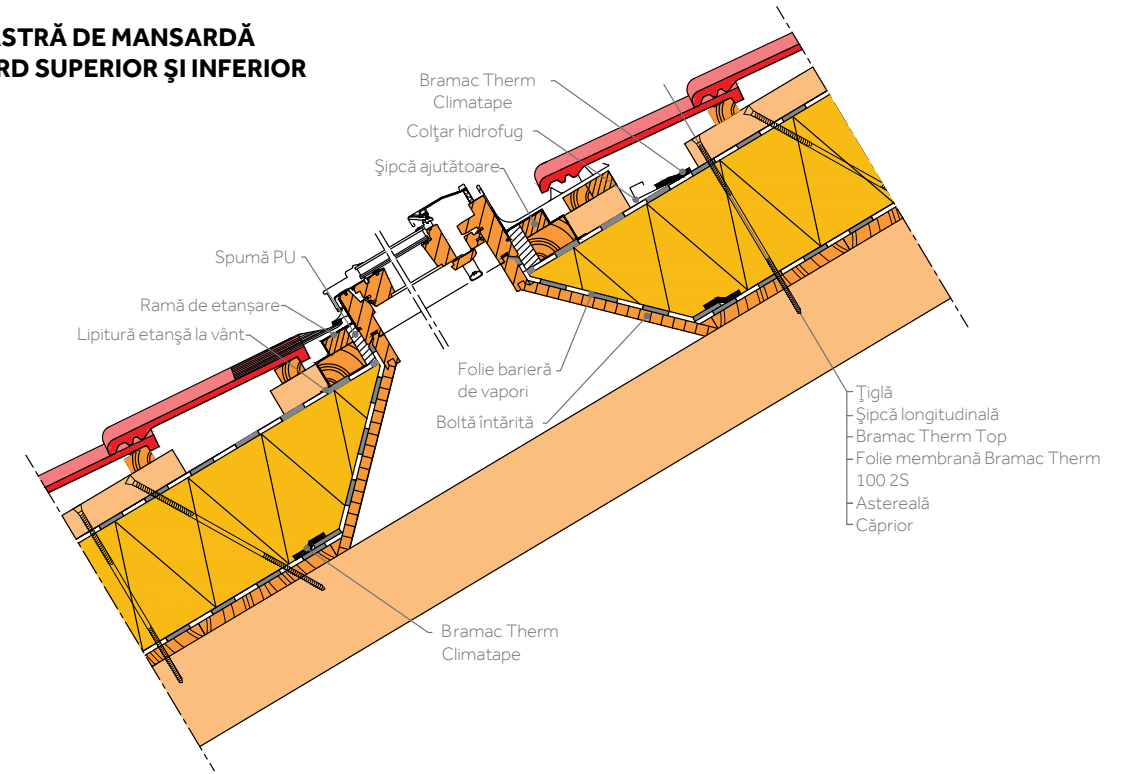 ASTRĂ DE MANSARDĂ
RD SUPERIOR ŞI INFERIOR
Bramac Therm
Climatape
Colţar hidrofug
Şipcă ajutătoare
Spumă PU
Ramă de etanșare
Lipitură etanşă la vânt
Folie barieră
de vapori
Boltă întărită
Ţiglă
Şipcă longitudinală
Bramac Therm Top
Folie membrană Bramac Therm
100 2S
Astereală
Căprior
Bramac Therm
Climatape